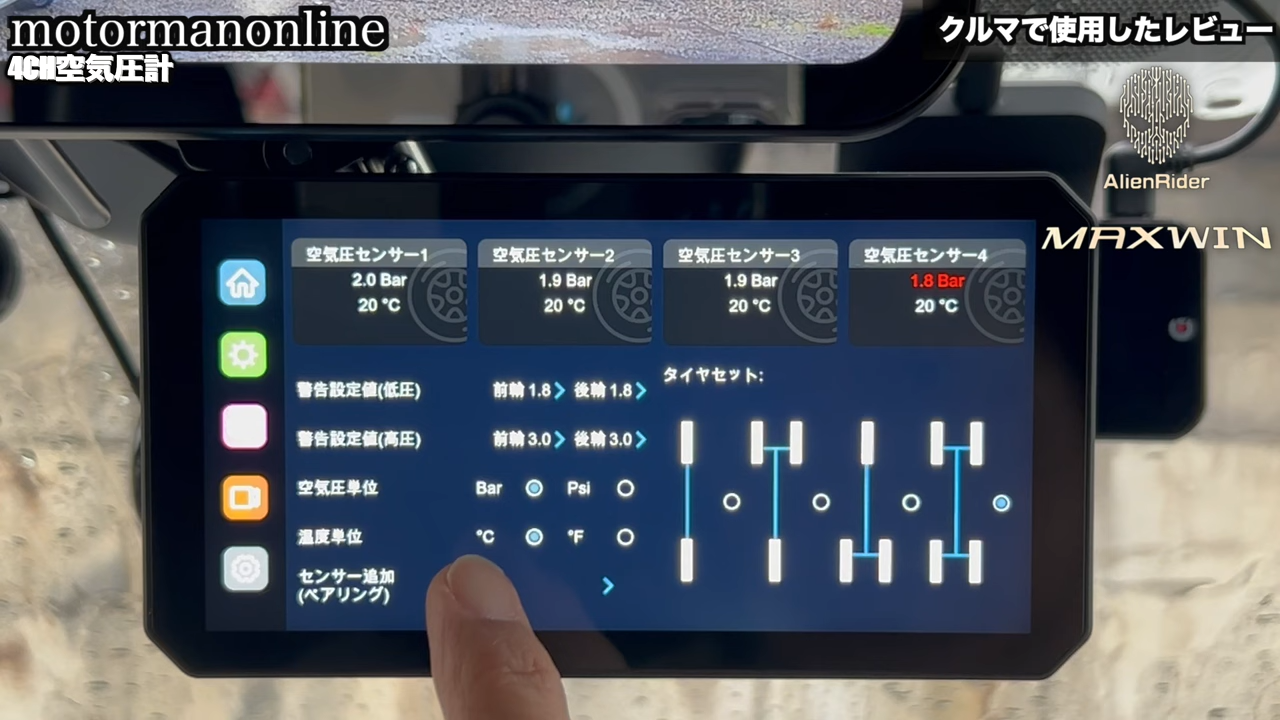 motormanonline
4CH空気圧計
クルマで使用したレビュー
AlienRider
MAXWIN
空気圧センサー1
2.0 Bar
20 °C
空気圧センサー2
1.9 Bar
20 °C
空気圧センサー3
1.9 Bar
20 °C
空気圧センサー4
1.8 Bar
20 °C
警告設定値(低圧) 前輪 1.8 後輪 1.8
警告設定値(高圧) 前輪 3.0 後輪 3.0
空気圧単位 Bar Psi
温度単位 °C °F
センサー追加
(ペアリング)
タイヤセット: